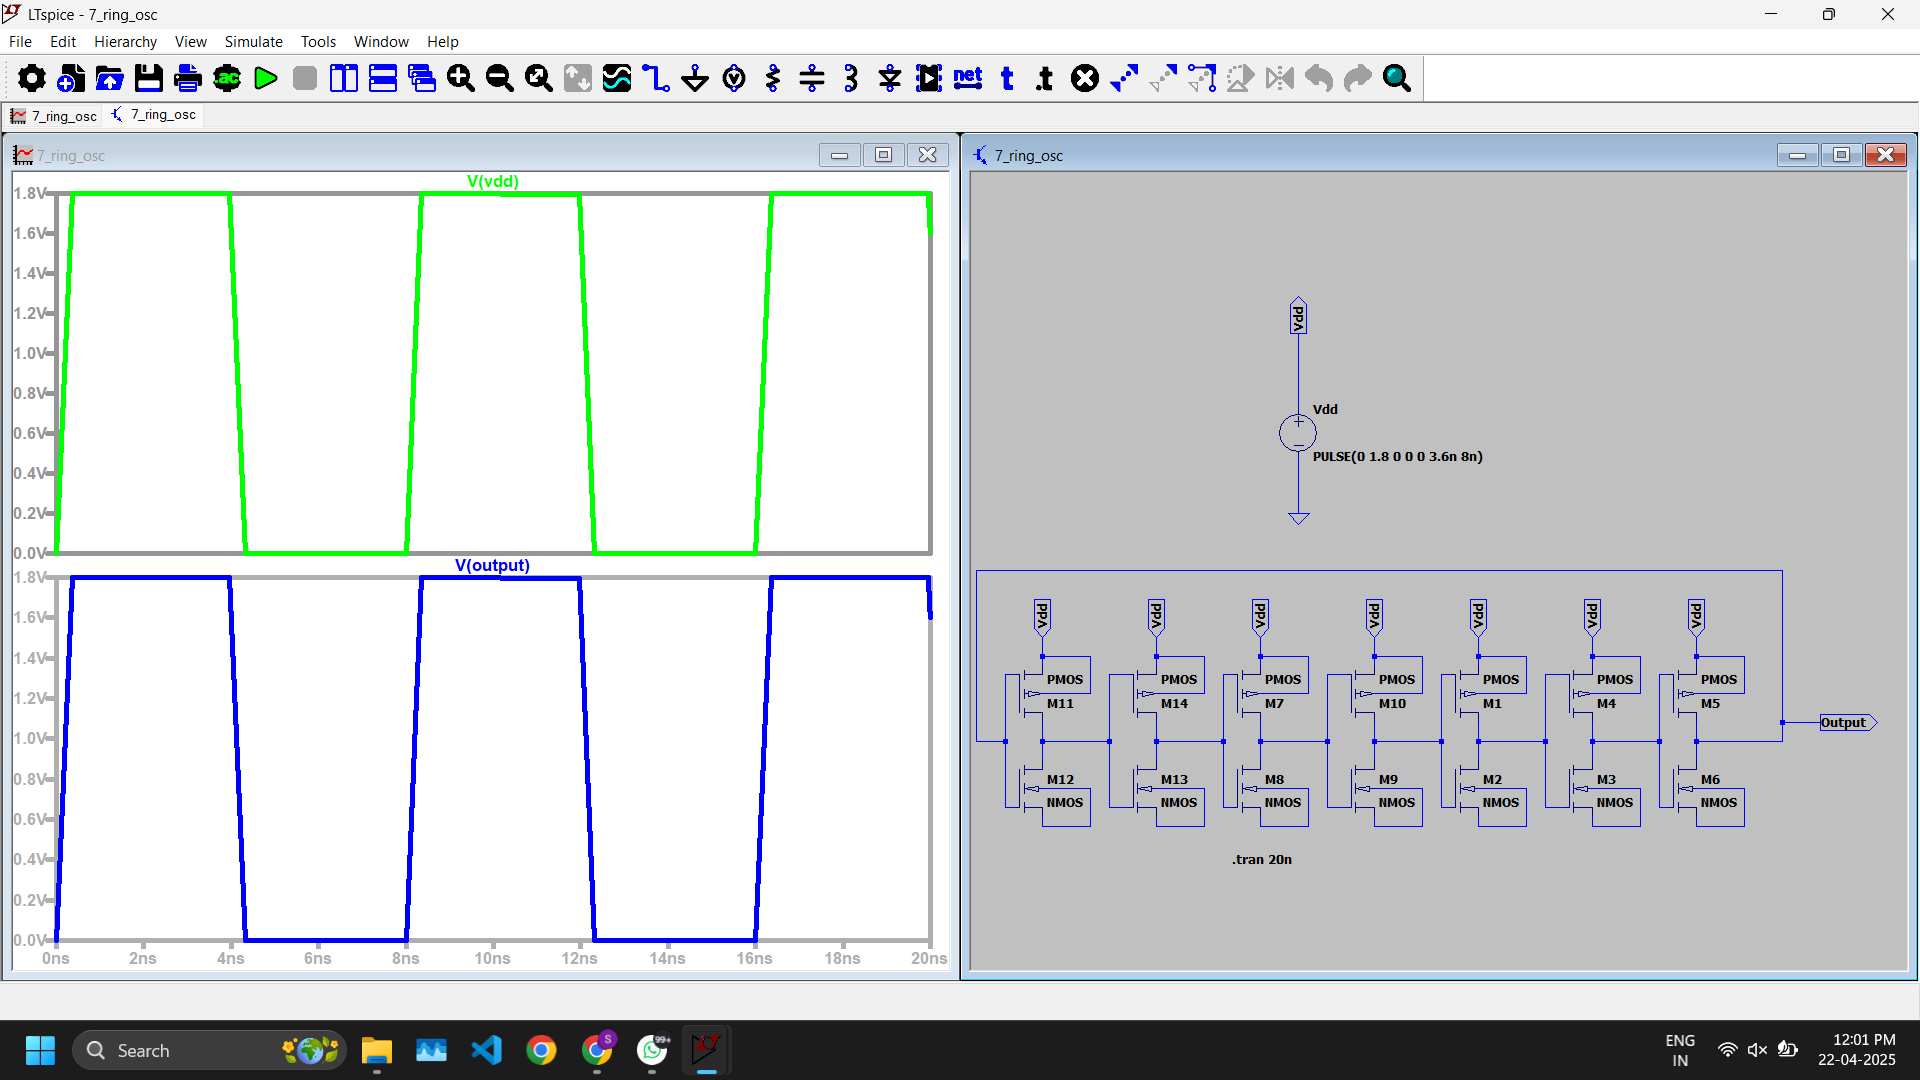 LTspice - 7_ring_osc
File Edit Hierarchy View Simulate Tools Window Help
.ac
net
t
.t
7_ring_osc
7_ring_osc
7_ring_osc
V(vdd)
1.8V
1.6V
1.4V
1.2V
1.0V
0.8V
0.6V
0.4V
0.2V
0.0V
V(output)
1.8V
1.6V
1.4V
1.2V
1.0V
0.8V
0.6V
0.4V
0.2V
0.0V
0ns 2ns 4ns 6ns 8ns 10ns 12ns 14ns 16ns 18ns 20ns
7_ring_osc
Vdd
Vdd
PULSE(0 1.8 0 0 0 3.6n 8n)
Vdd Vdd Vdd Vdd Vdd Vdd Vdd
PMOS PMOS PMOS PMOS PMOS PMOS PMOS
M11 M14 M7 M10 M1 M4 M5
Output
M12 M13 M8 M9 M2 M3 M6
NMOS NMOS NMOS NMOS NMOS NMOS NMOS
.tran 20n
Search
S
99+
ENG
IN
12:01 PM
22-04-2025